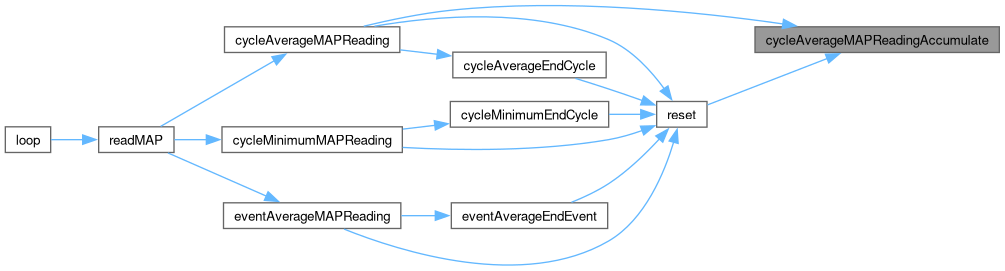 cycleAverageMAPReading
cycleAverageMAPReadingAccumulate
cycleAverageEndCycle
cycleMinimumEndCycle
reset
loop
readMAP
cycleMinimumMAPReading
eventAverageMAPReading
eventAverageEndEvent